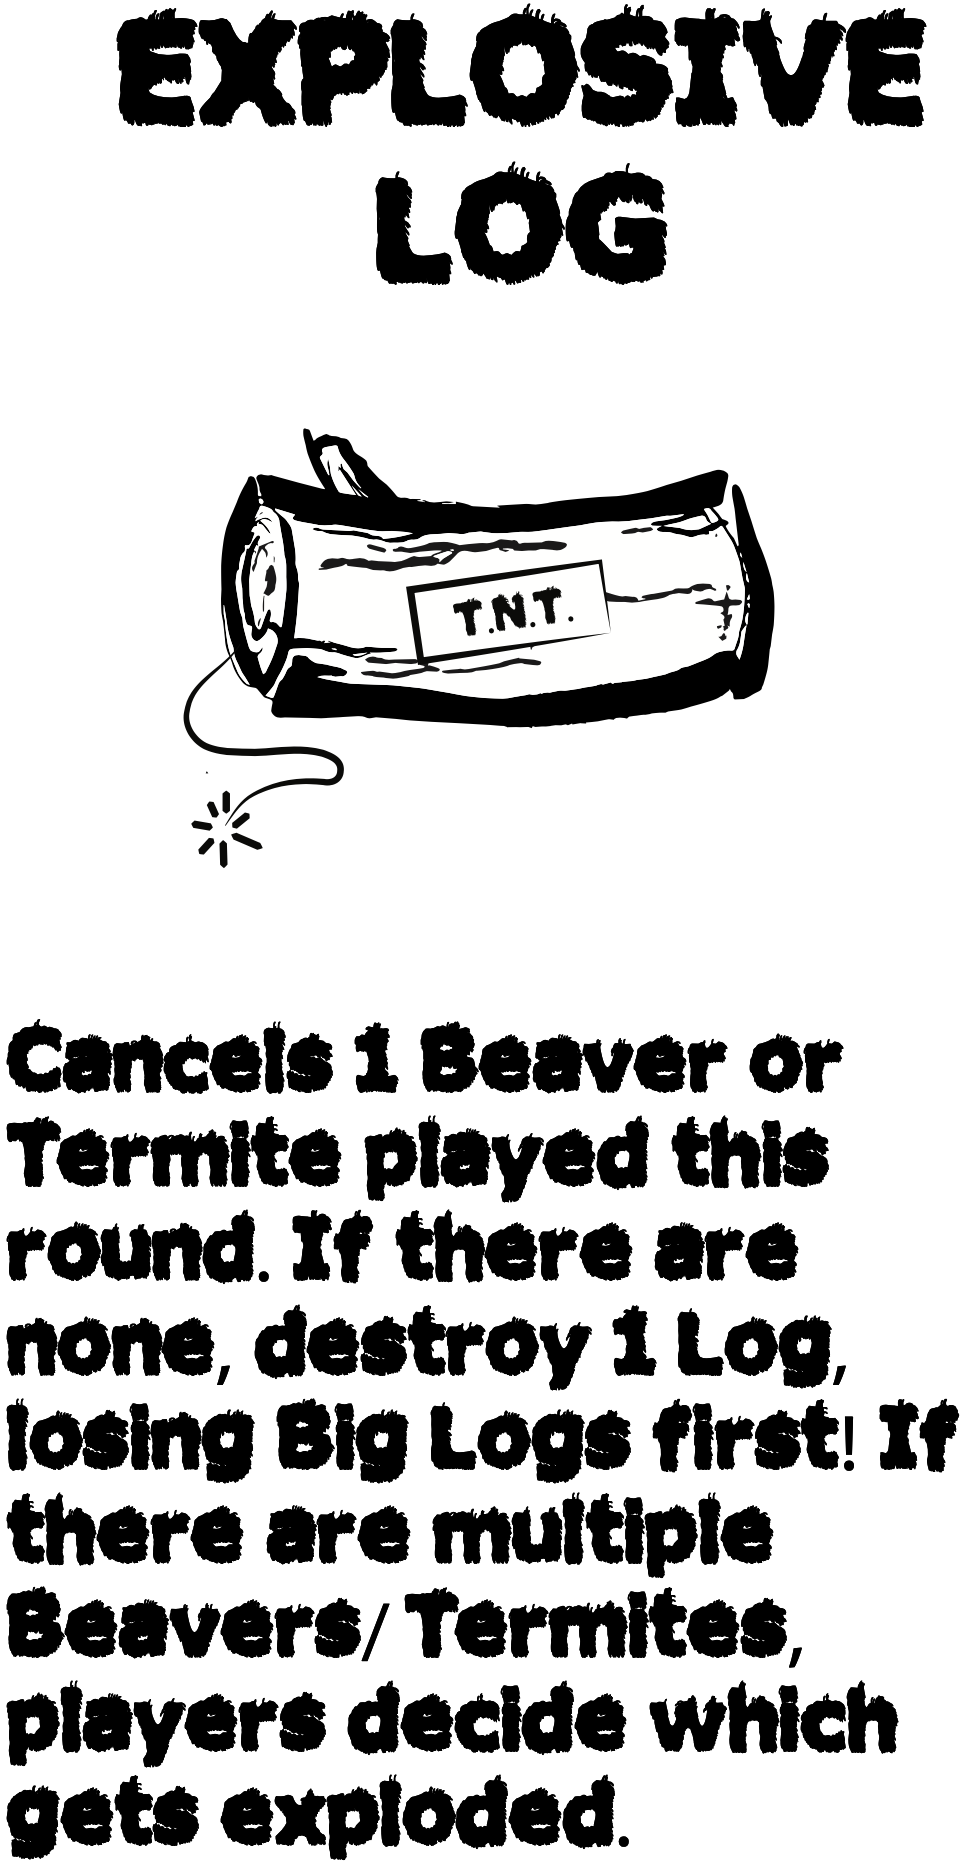 EXPLOSIVE
LOG
T.N.T.
Cancels 1 Beaver or
Termite played this
round. If there are
none, destroy 1 Log,
losing Big Logs first! If
there are multiple
Beavers/ Termites,
players decide which
gets exploded.